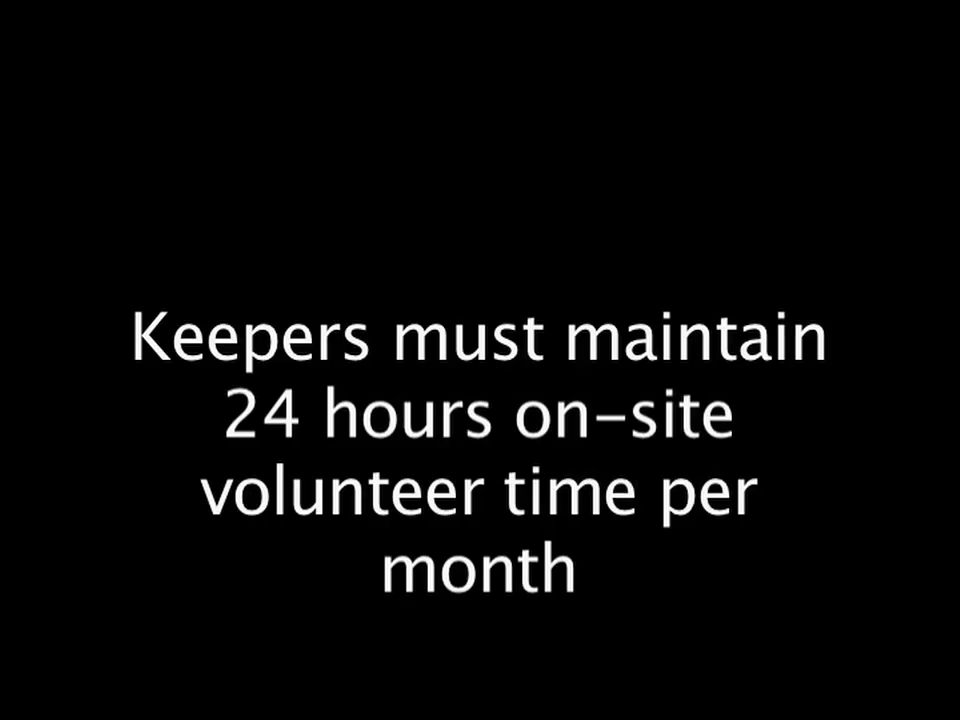 Keepers must maintain
24 hours on-site
volunteer time per
month